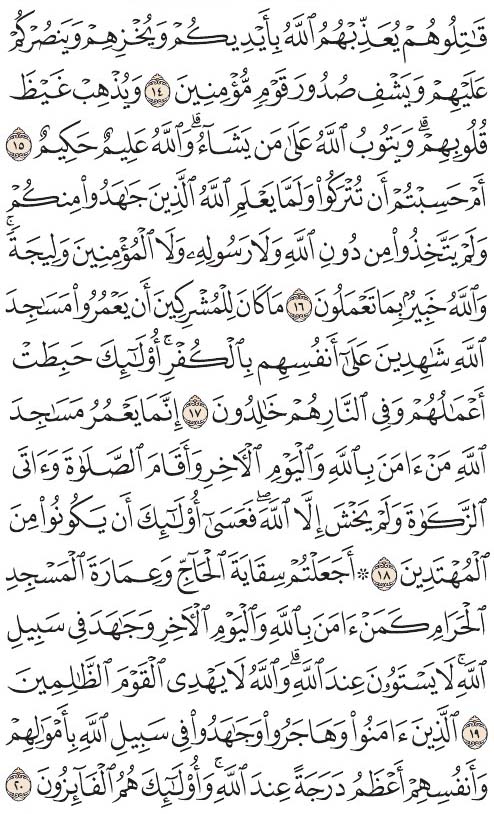 قَٰتِلُوهُمْ يُعَذِّبْهُمُ ٱللَّهُ بِأَيْدِيكُمْ وَيُخْزِهِمْ وَيَنصُرْكُمْ
عَلَيْهِمْ وَيَشْفِ صُدُورَ قَوْمٍ مُّؤْمِنِينَ ١٤ وَيُذْهِبْ غَيْظَ
قُلُوبِهِمْ ۗ وَيَتُوبُ ٱللَّهُ عَلَىٰ مَن يَشَآءُ ۗ وَٱللَّهُ عَلِيمٌ حَكِيمٌ ١٥
أَمْ حَسِبْتُمْ أَن تُتْرَكُوا۟ وَلَمَّا يَعْلَمِ ٱللَّهُ ٱلَّذِينَ جَٰهَدُوا۟ مِنكُمْ
وَلَمْ يَتَّخِذُوا۟ مِن دُونِ ٱللَّهِ وَلَا رَسُولِهِۦ وَلَا ٱلْمُؤْمِنِينَ وَلِيجَةً ۚ
وَٱللَّهُ خَبِيرٌۢ بِمَا تَعْمَلُونَ ١٦ مَا كَانَ لِلْمُشْرِكِينَ أَن يَعْمُرُوا۟ مَسَٰجِدَ
ٱللَّهِ شَٰهِدِينَ عَلَىٰٓ أَنفُسِهِم بِٱلْكُفْرِ ۚ أُو۟لَٰٓئِكَ حَبِطَتْ
أَعْمَٰلُهُمْ وَفِى ٱلنَّارِ هُمْ خَٰلِدُونَ ١٧ إِنَّمَا يَعْمُرُ مَسَٰجِدَ
ٱللَّهِ مَنْ ءَامَنَ بِٱللَّهِ وَٱلْيَوْمِ ٱلْءَاخِرِ وَأَقَامَ ٱلصَّلَوٰةَ وَءَاتَى
ٱلزَّكَوٰةَ وَلَمْ يَخْشَ إِلَّا ٱللَّهَ ۖ فَعَسَىٰٓ أُو۟لَٰٓئِكَ أَن يَكُونُوا۟ مِنَ
ٱلْمُهْتَدِينَ ١٨ ۞ أَجَعَلْتُمْ سِقَايَةَ ٱلْحَآجِّ وَعِمَارَةَ ٱلْمَسْجِدِ
ٱلْحَرَامِ كَمَنْ ءَامَنَ بِٱللَّهِ وَٱلْيَوْمِ ٱلْءَاخِرِ وَجَٰهَدَ فِى سَبِيلِ
ٱللَّهِ ۚ لَا يَسْتَوُۥنَ عِندَ ٱللَّهِ ۗ وَٱللَّهُ لَا يَهْدِى ٱلْقَوْمَ ٱلظَّٰلِمِينَ
١٩ ٱلَّذِينَ ءَامَنُوا۟ وَهَاجَرُوا۟ وَجَٰهَدُوا۟ فِى سَبِيلِ ٱللَّهِ بِأَمْوَٰلِهِمْ
وَأَنفُسِهِمْ أَعْظَمُ دَرَجَةً عِندَ ٱللَّهِ ۚ وَأُو۟لَٰٓئِكَ هُمُ ٱلْفَآئِزُونَ ٢٠